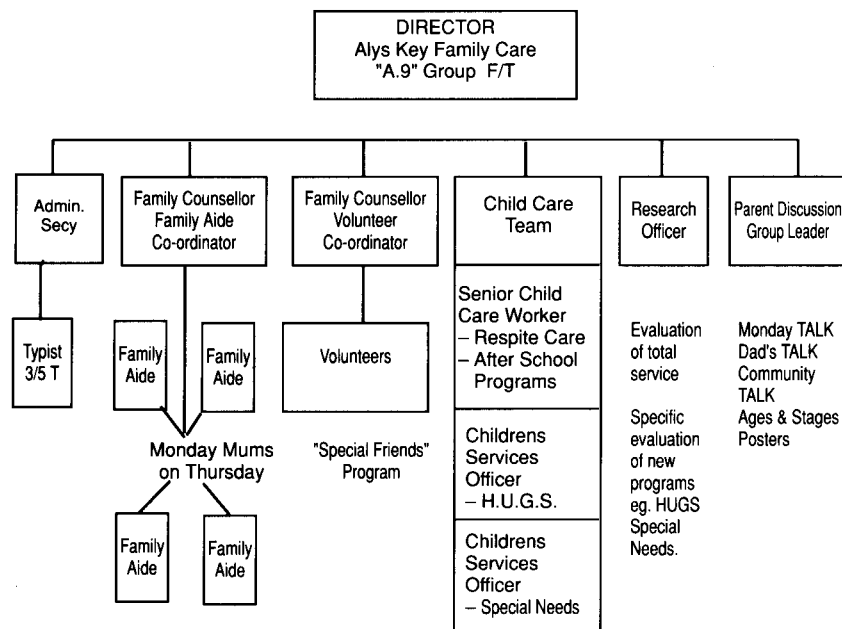 DIRECTOR
Alys Key Family Care
"A.9" Group F/T
Admin.
Secy
Family Counsellor
Family Aide
Co-ordinator
Family Counsellor
Volunteer
Co-ordinator
Child Care
Team
Research
Officer
Parent Discussion
Group Leader
Typist
3/5 T
Family
Aide
Family
Aide
Monday Mums
on Thursday
Family
Aide
Family
Aide
Volunteers
"Special Friends"
Program
Senior Child
Care Worker
– Respite Care
– After School
Programs
Childrens
Services
Officer
– H.U.G.S.
Childrens
Services
Officer
– Special Needs
Evaluation
of total
service
Specific
evaluation
of new
programs
eg. HUGS
Special
Needs.
Monday TALK
Dad's TALK
Community
TALK
Ages & Stages
Posters